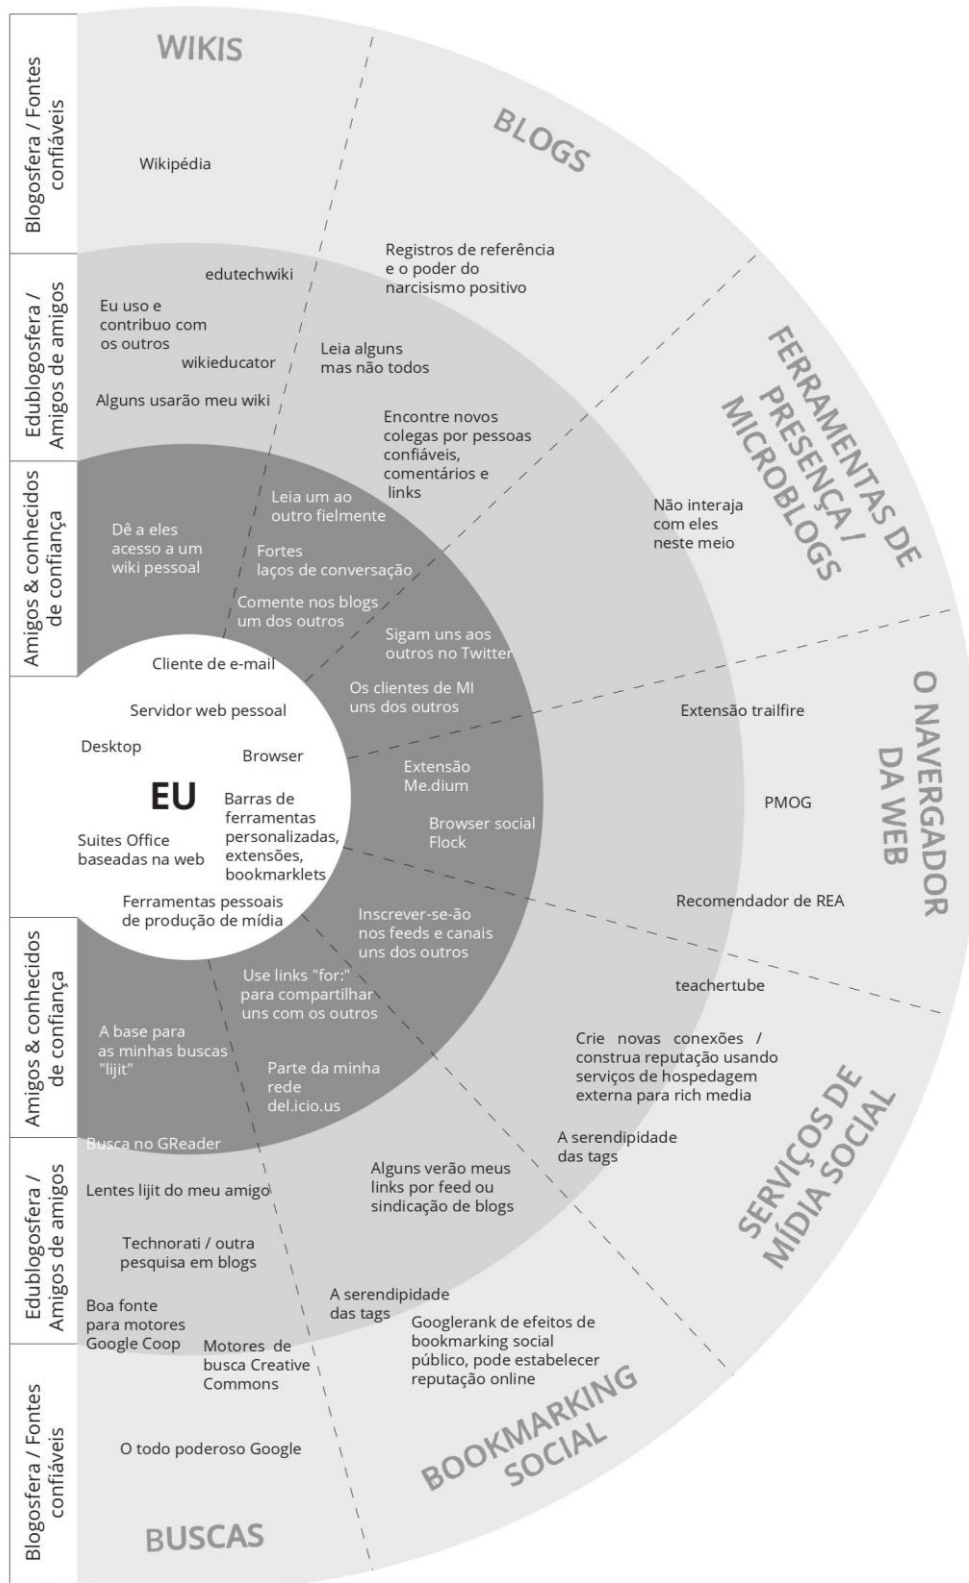 Blogosfera / Fontes
confiáveis
Edublogosfera /
Amigos de amigos
Amigos & conhecidos
de confiança
Amigos & conhecidos
de confiança
Edublogosfera /
Amigos de amigos
Blogosfera / Fontes
confiáveis
WIKIS
Wikipédia
edutechwiki
Eu uso e
contribuo com
os outros
wikieducator
Alguns usarão meu wiki
Dê a eles
acesso a um
wiki pessoal
BLOGS
Registros de referência
e o poder do
narcisismo positivo
Leia alguns
mas não todos
Encontre novos
colegas por pessoas
confiáveis,
comentários e
links
Leia um ao
outro fielmente
Fortes
laços de conversação
Comente nos blogs
um dos outros
FERRAMENTAS DE
PRESENÇA /
MICROBLOGS
Não interaja
com eles
neste meio
Sigam uns aos
outros no Twitter
Os clientes de MI
uns dos outros
O NAVERGADOR
DA WEB
Extensão trailfire
PMOG
Recomendador de REA
Extensão
Me.dium
Browser social
Flock
Cliente de e-mail
Servidor web pessoal
Desktop
Browser
EU
Barras de
ferramentas
personalizadas,
extensões,
bookmarklets
Suites Office
baseadas na web
Ferramentas pessoais
de produção de mídia
SERVIÇOS DE
MÍDIA SOCIAL
teachertube
Crie novas conexões /
construa reputação usando
serviços de hospedagem
externa para rich media
A serendipidade
das tags
Inscrever-se-ão
nos feeds e canais
uns dos outros
BOOKMARKING
SOCIAL
Use links "for:"
para compartilhar
uns com os outros
Parte da minha
rede
del.icio.us
Alguns verão meus
links por feed ou
sindicação de blogs
A serendipidade
das tags
Googlerank de efeitos de
bookmarking social
público, pode estabelecer
reputação online
A base para
as minhas buscas
"lijit"
Busca no GReader
Lentes lijit do meu amigo
Technorati / outra
pesquisa em blogs
Boa fonte
para motores
Google Coop
Motores de
busca Creative
Commons
O todo poderoso Google
BUSCAS